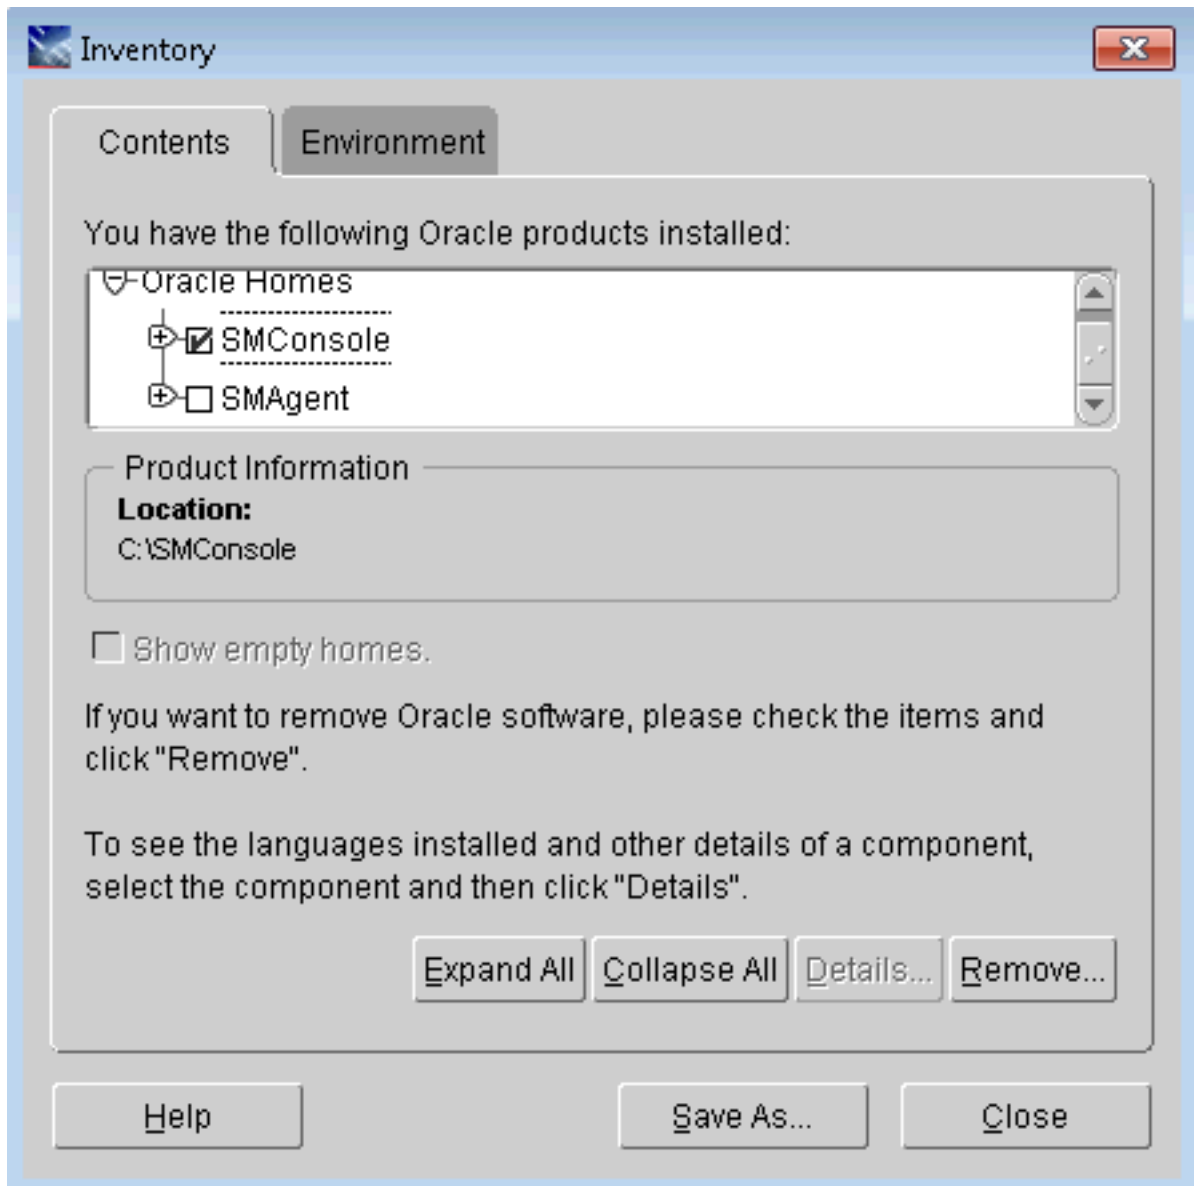 Inventory
Contents
Environment
You have the following Oracle products installed:
Oracle Homes
SMConsole
SMAgent
Product Information
Location:
C:\SMConsole
Show empty homes.
If you want to remove Oracle software, please check the items and
click "Remove".
To see the languages installed and other details of a component,
select the component and then click "Details".
Expand All
Collapse All
Details...
Remove...
Help
Save As...
Close